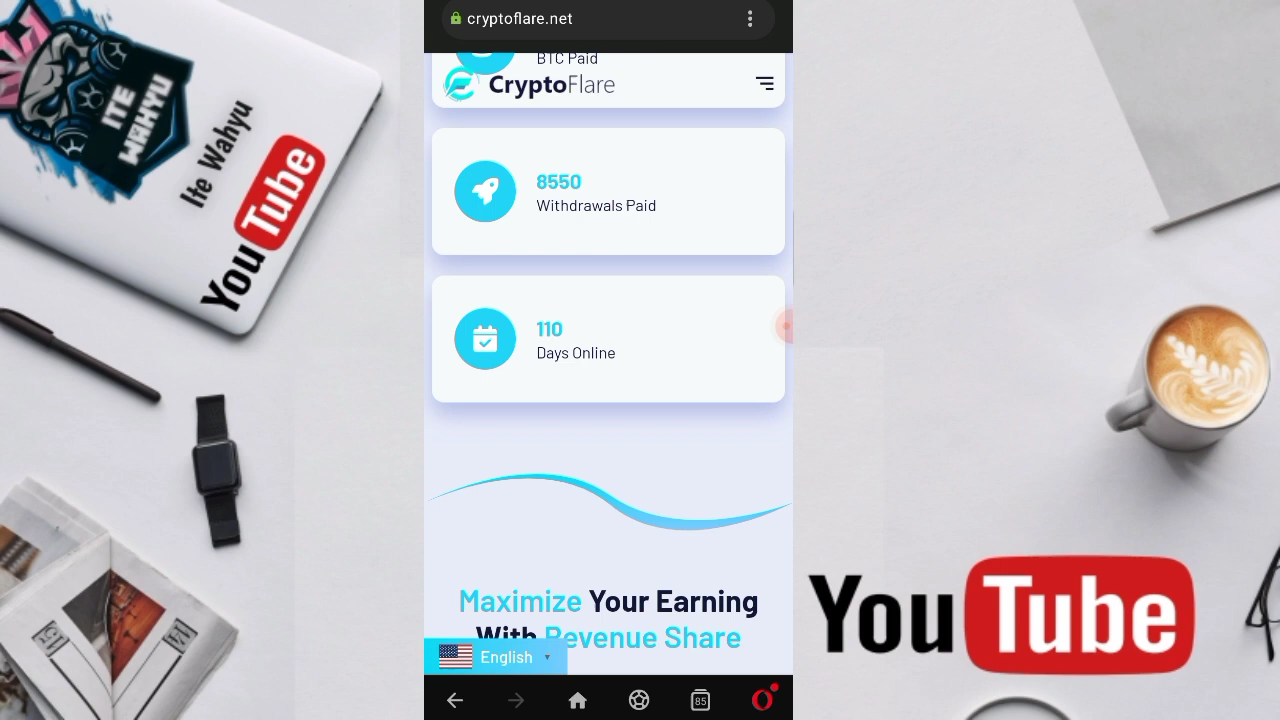 ITE
WAHYU
Ite Wahyu
YouTube
cryptoflare.net
BTC Paid
CryptoFlare
8550
Withdrawals Paid
110
Days Online
Maximize Your Earning
With Revenue Share
English
85
YouTube